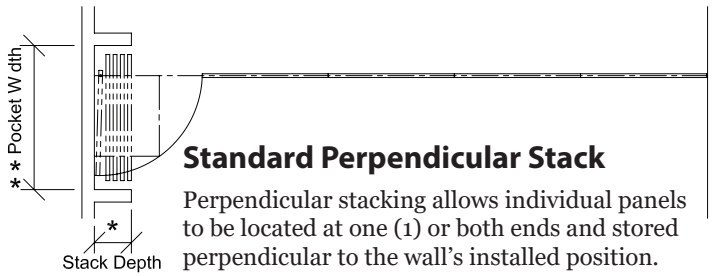 * * Pocket W dth
*
Stack Depth
Standard Perpendicular Stack
Perpendicular stacking allows individual panels
to be located at one (1) or both ends and stored
perpendicular to the wall's installed position.